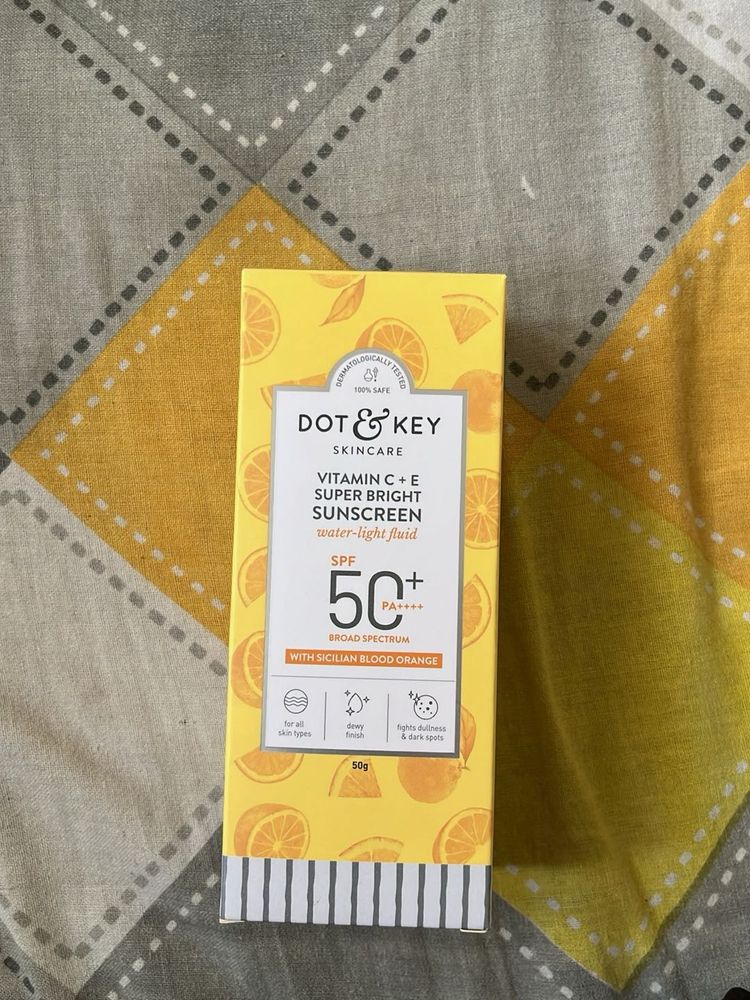 DERMATOLOGICALLY TESTED
100% SAFE
DOT & KEY
SKINCARE
VITAMIN C + E
SUPER BRIGHT
SUNSCREEN
water-light fluid
SPF
50+
PA++++
BROAD SPECTRUM
WITH SICILIAN BLOOD ORANGE
for all
skin types
dewy
finish
fights dullness
& dark spots
50g